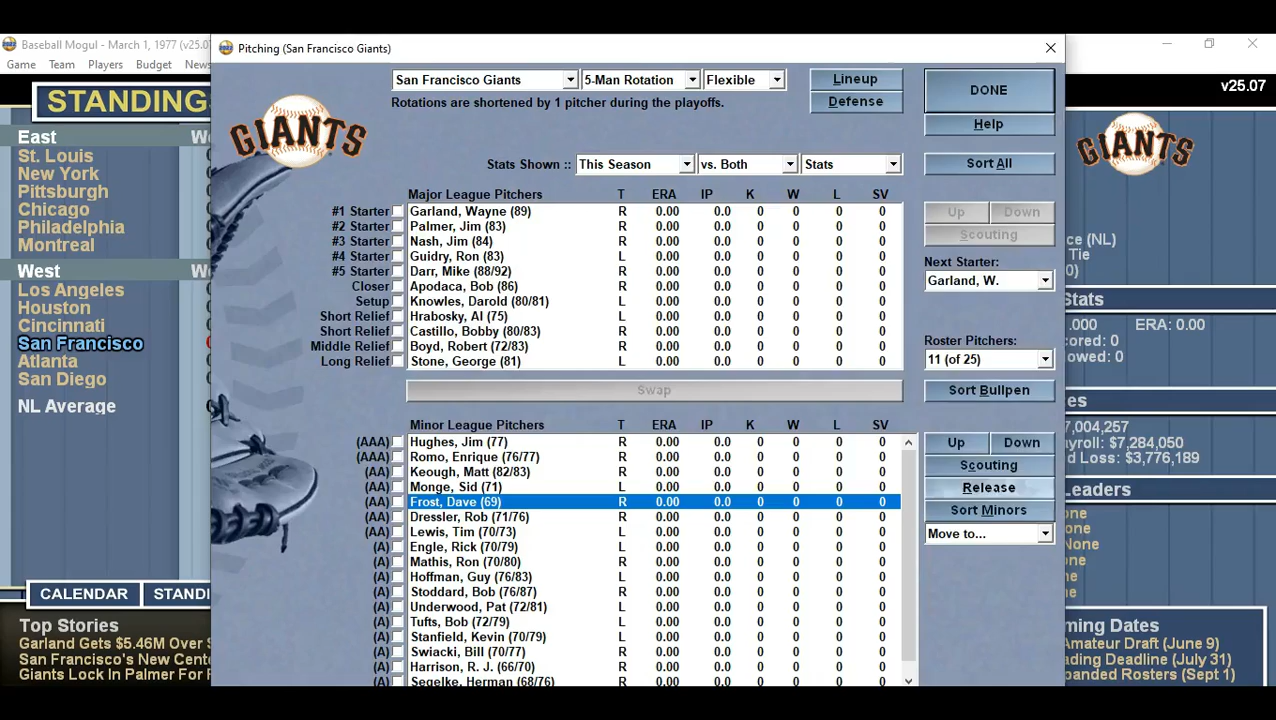 Baseball Mogul - March 1, 1977 (v25.07
Game Team Players Budget News
v25.07
STANDING
East
St. Louis
New York
Pittsburgh
Chicago
Philadelphia
Montreal
West
Los Angeles
Houston
Cincinnati
San Francisco
Atlanta
San Diego
NL Average
CALENDAR STANDI
Top Stories
Garland Gets $5.46M Over
San Francisco's New Cente
Giants Lock In Palmer For
Pitching (San Francisco Giants)
GIANTS
San Francisco Giants 5-Man Rotation Flexible
Rotations are shortened by 1 pitcher during the playoffs.
Lineup
Defense
DONE
Help
Stats Shown :: This Season vs. Both Stats
Sort All
Major League Pitchers T ERA IP K W L SV
#1 Starter Garland, Wayne (89) R 0.00 0.0 0 0 0 0
#2 Starter Palmer, Jim (83) R 0.00 0.0 0 0 0 0
#3 Starter Nash, Jim (84) R 0.00 0.0 0 0 0 0
#4 Starter Guidry, Ron (83) L 0.00 0.0 0 0 0 0
#5 Starter Darr, Mike (88/92) R 0.00 0.0 0 0 0 0
Closer Apodaca, Bob (86) R 0.00 0.0 0 0 0 0
Setup Knowles, Darold (80/81) L 0.00 0.0 0 0 0 0
Short Relief Hrabosky, Al (75) L 0.00 0.0 0 0 0 0
Short Relief Castillo, Bobby (80/83) R 0.00 0.0 0 0 0 0
Middle Relief Boyd, Robert (72/83) R 0.00 0.0 0 0 0 0
Long Relief Stone, George (81) L 0.00 0.0 0 0 0 0
Up Down
Scouting
Next Starter:
Garland, W.
Roster Pitchers:
11 (of 25)
Swap
Sort Bullpen
Minor League Pitchers T ERA IP K W L SV
(AAA) Hughes, Jim (77) R 0.00 0.0 0 0 0 0
(AAA) Romo, Enrique (76/77) R 0.00 0.0 0 0 0 0
(AA) Keough, Matt (82/83) R 0.00 0.0 0 0 0 0
(AA) Monge, Sid (71) L 0.00 0.0 0 0 0 0
(AA) Frost, Dave (69) R 0.00 0.0 0 0 0 0
(AA) Dressler, Rob (71/76) R 0.00 0.0 0 0 0 0
(AA) Lewis, Tim (70/73) L 0.00 0.0 0 0 0 0
(A) Engle, Rick (70/79) L 0.00 0.0 0 0 0 0
(A) Mathis, Ron (70/80) R 0.00 0.0 0 0 0 0
(A) Hoffman, Guy (76/83) L 0.00 0.0 0 0 0 0
(A) Stoddard, Bob (76/87) R 0.00 0.0 0 0 0 0
(A) Underwood, Pat (72/81) L 0.00 0.0 0 0 0 0
(A) Tufts, Bob (72/79) L 0.00 0.0 0 0 0 0
(A) Stanfield, Kevin (70/79) L 0.00 0.0 0 0 0 0
(A) Swiacki, Bill (70/77) R 0.00 0.0 0 0 0 0
(A) Harrison, R. J. (66/70) R 0.00 0.0 0 0 0 0
(A) Segelke, Herman (68/76) R 0.00 0.0 0 0 0 0
Up Down
Scouting
Release
Sort Minors
Move to...
GIANTS
ce (NL)
Tie
0)
Stats
.000 ERA: 0.00
cored: 0
owed: 0
es
7,004,257
yroll: $7,284,050
d Loss: $3,776,189
Leaders
one
one
None
ne
ne
ming Dates
Amateur Draft (June 9)
ading Deadline (July 31)
panded Rosters (Sept 1)